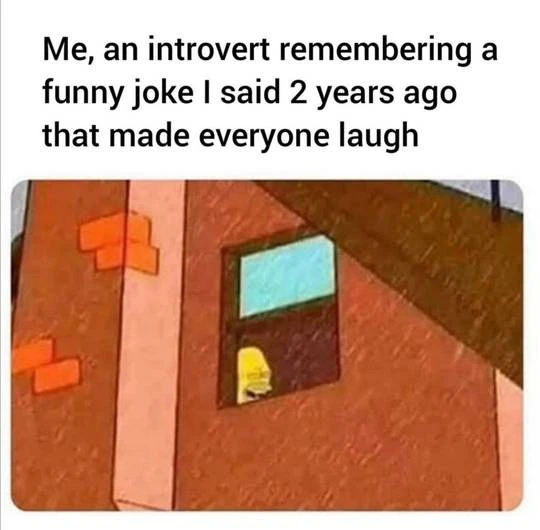 Me, an introvert remembering a
funny joke I said 2 years ago
that made everyone laugh